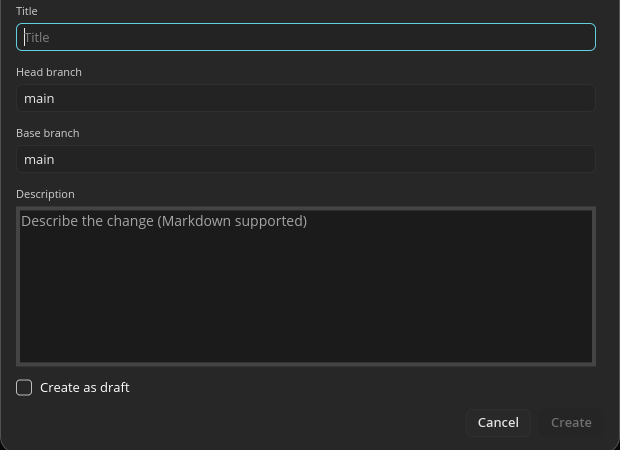 Title
Title
Head branch
main
Base branch
main
Description
Describe the change (Markdown supported)
Create as draft
Cancel
Create